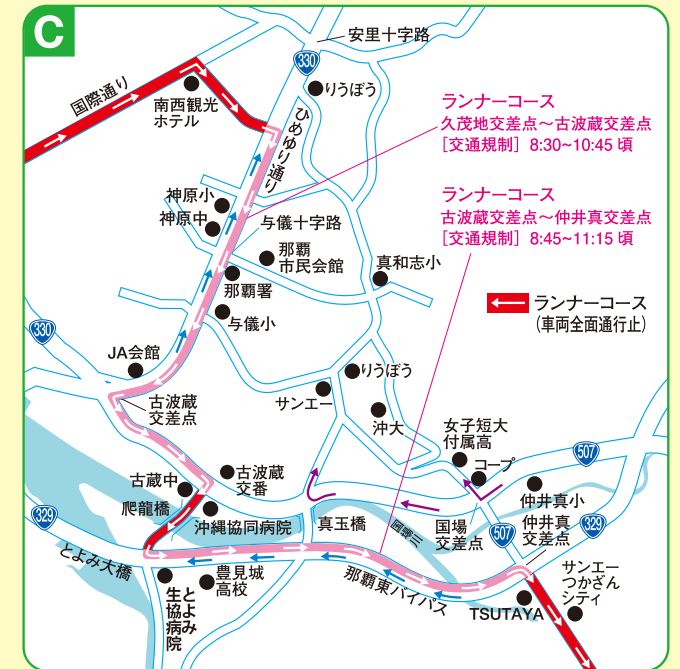 C
安里十字路
330
りうぼう
国際通り
南西観光
ホテル
ひめゆり通り
ランナーコース
久茂地交差点～古波蔵交差点
［交通規制］8:30~10:45 頃
ランナーコース
古波蔵交差点～仲井真交差点
［交通規制］8:45~11:15 頃
神原小
神原中
与儀十字路
那覇
市民会館
真和志小
那覇署
与儀小
ランナーコース
（車両全面通行止）
330
JA会館
りうぼう
古波蔵
交差点
サンエー
沖大
女子短大
付属高
コープ
507
古蔵中
古波蔵
交番
仲井真小
爬龍橋
沖縄協同病院
真玉橋
国場川
国場
交差点
507
仲井真
交差点
329
329
とよみ大橋
豊見城
高校
とよみ
生協病院
那覇東バイパス
TSUTAYA
サンエー
つかざん
シティ